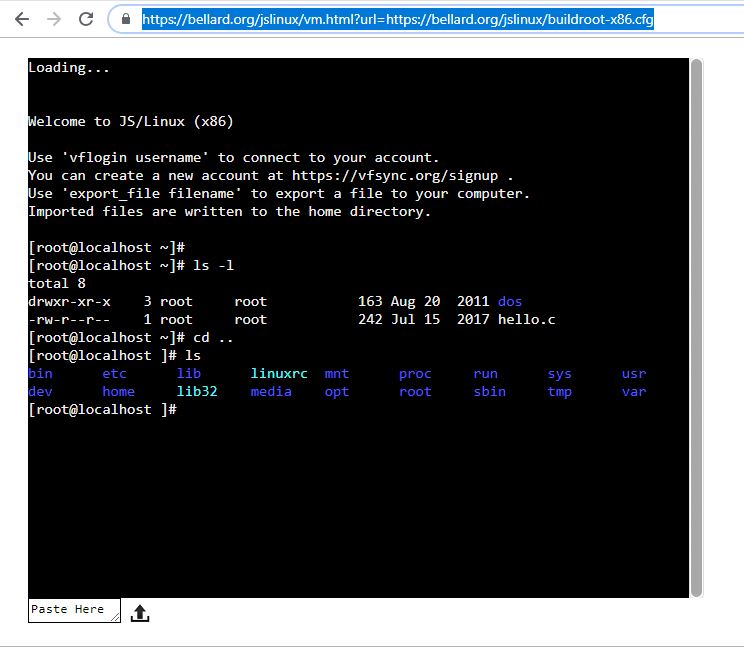 https://bellard.org/jslinux/vm.html?url=https://bellard.org/jslinux/buildroot-x86.cfg
Loading...
Welcome to JS/Linux (x86)
Use 'vflogin username' to connect to your account.
You can create a new account at https://vfsync.org/signup .
Use 'export_file filename' to export a file to your computer.
Imported files are written to the home directory.
[root@localhost ~]#
[root@localhost ~]# ls -l
total 8
drwxr-xr-x    3 root     root           163 Aug 20  2011 dos
-rw-r--r--    1 root     root           242 Jul 15  2017 hello.c
[root@localhost ~]# cd ..
[root@localhost ]# ls
bin      etc      lib      linuxrc  mnt      proc     run      sys      usr
dev      home     lib32    media    opt      root     sbin     tmp      var
[root@localhost ]#
Paste Here